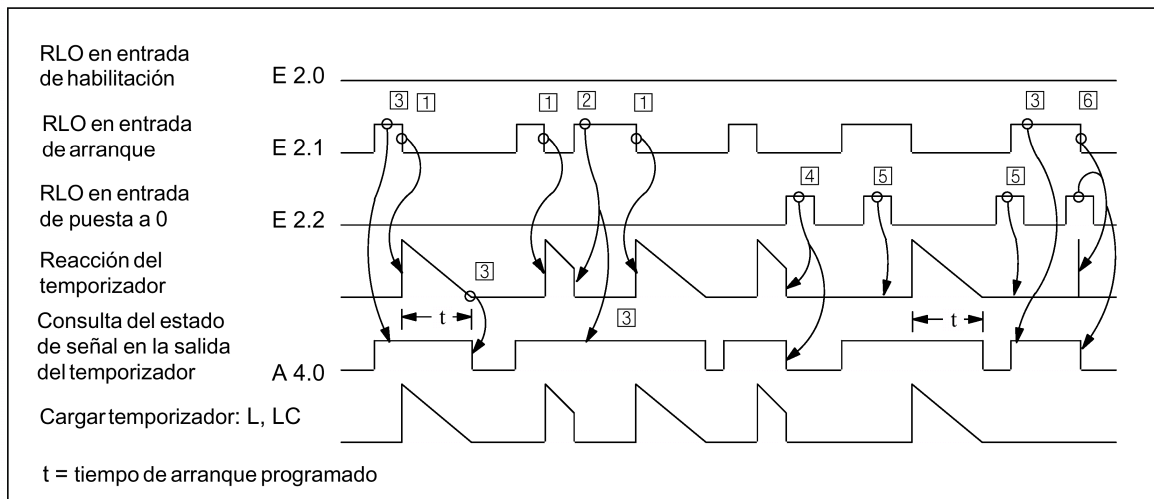 RLO en entrada
de habilitación
E 2.0
3 1 1 2 1 3 6
RLO en entrada
de arranque
E 2.1
4 5 5
RLO en entrada
de puesta a 0
E 2.2
Reacción del
temporizador
3
t t
3
Consulta del estado
de señal en la salida
del temporizador
A 4.0
Cargar temporizador: L, LC
t = tiempo de arranque programado